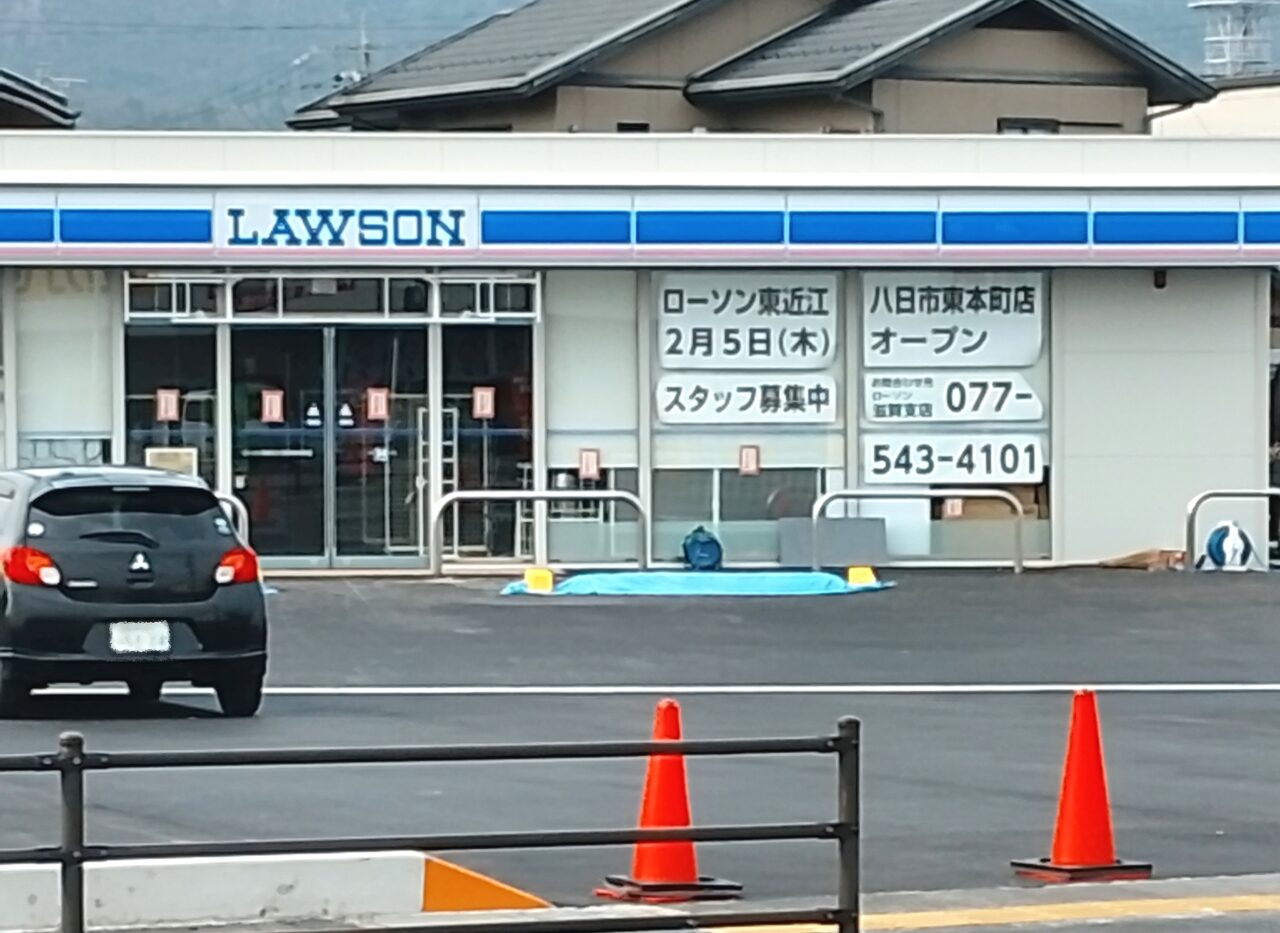 LAWSON
ローソン東近江
2月5日(木)
スタッフ募集中
八日市東本町店
オープン
お問合わせ先
ローソン
滋賀支店
077-
543-4101